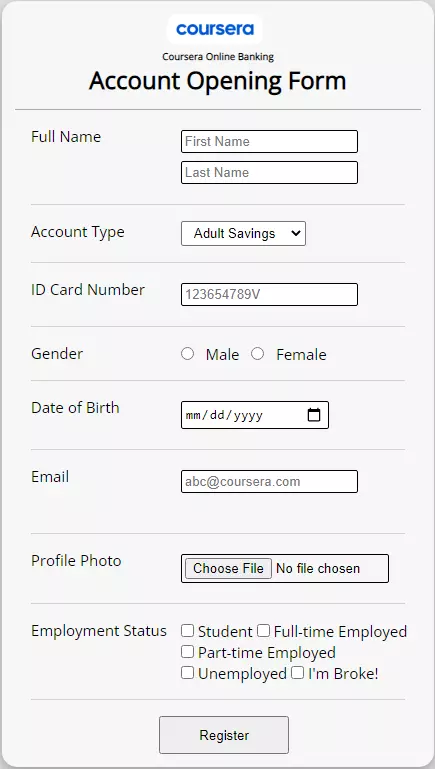 coursera
Coursera Online Banking
Account Opening Form
Full Name
First Name
Last Name
Account Type
Adult Savings
ID Card Number
123654789V
Gender
Male Female
Date of Birth
mm/dd/yyyy
Email
abc@coursera.com
Profile Photo
Choose File No file chosen
Employment Status
Student Full-time Employed
Part-time Employed
Unemployed I'm Broke!
Register